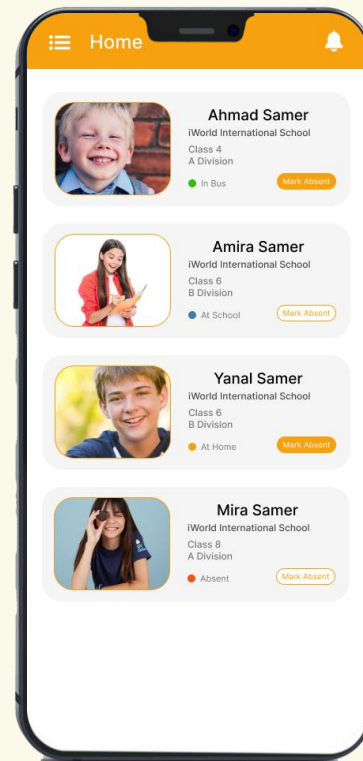 Home
Ahmad Samer
iWorld International School
Class 4
A Division
In Bus
Mark Absent
Amira Samer
iWorld International School
Class 6
B Division
At School
Mark Absent
Yanal Samer
iWorld International School
Class 6
B Division
At Home
Mark Absent
Mira Samer
iWorld International School
Class 8
A Division
Absent
Mark Absent